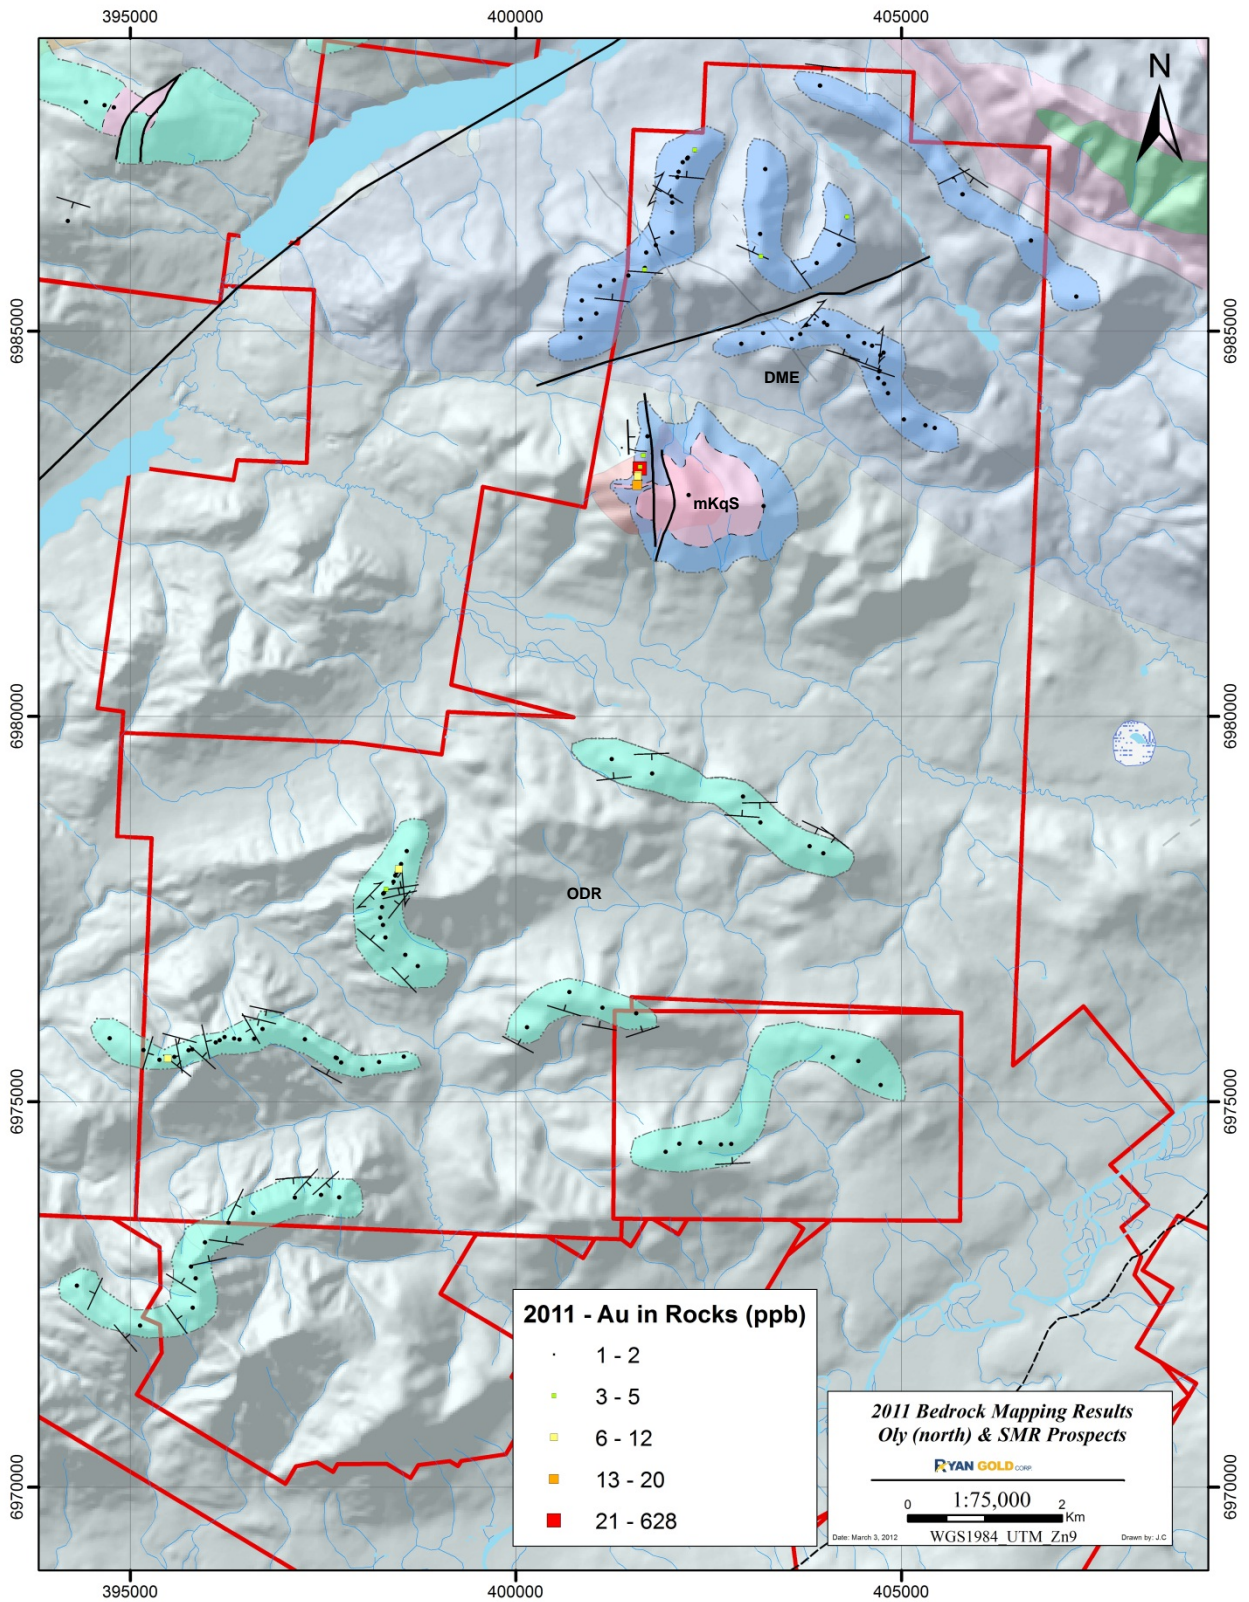 395000
400000
405000
N
6985000
6985000
DME
mKqS
6980000
6980000
ODR
6975000
6975000
2011 - Au in Rocks (ppb)
1 - 2
3 - 5
6 - 12
13 - 20
21 - 628
2011 Bedrock Mapping Results
Oly (north) & SMR Prospects
RYAN GOLD CORP.
1:75,000
0 2
Km
Date: March 3, 2012 WGS1984_UTM_Zn9 Drawn by: J.C
6970000
6970000
395000
400000
405000